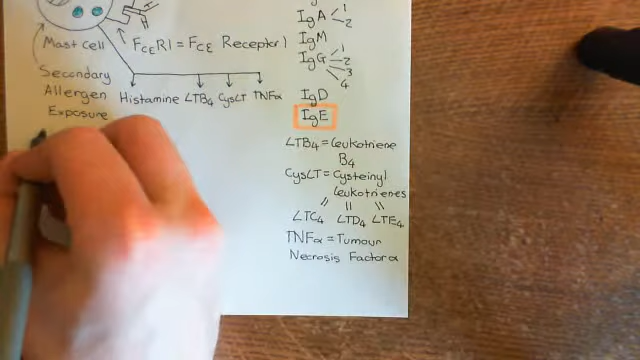 Mast Cell
FCεRI = FCε Receptor I
Secondary
Allergen
Exposure
Histamine LTB4 CysLT TNFα
IgA 1 2
IgM
IgG 1 2 3 4
IgD
IgE
LTB4 = Leukotriene
B4
CysLT = Cysteinyl
Leukotrienes
LTC4 LTD4 LTE4
TNFα = Tumour
Necrosis Factor α